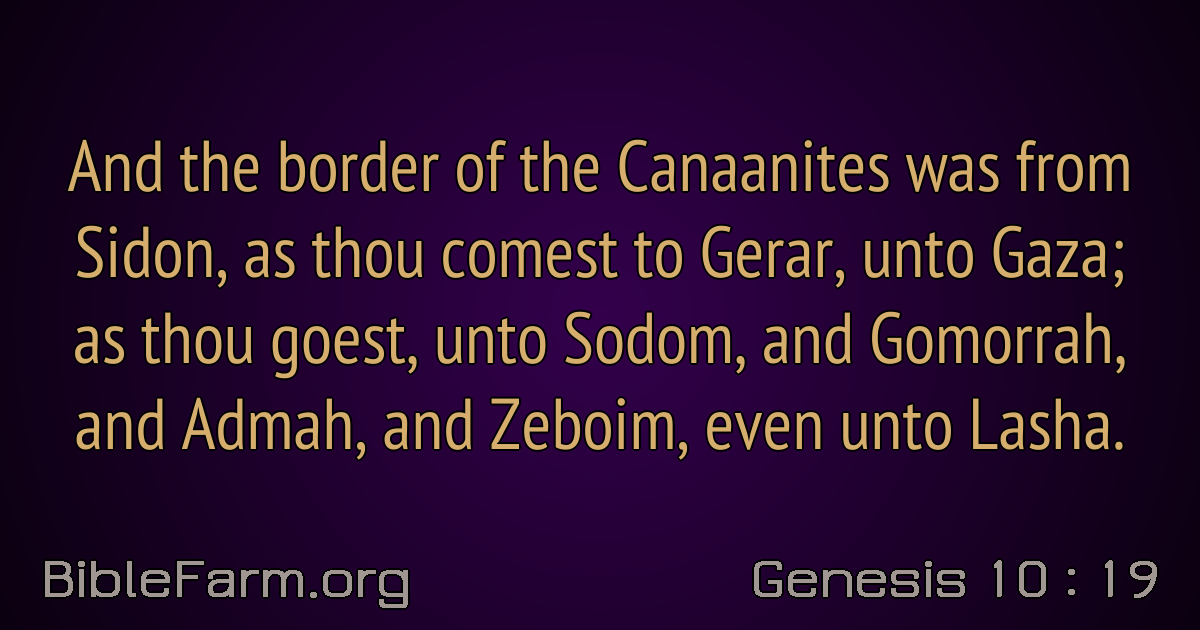 And the border of the Canaanites was from
Sidon, as thou comest to Gerar, unto Gaza;
as thou goest, unto Sodom, and Gomorrah,
and Admah, and Zeboim, even unto Lasha.
BibleFarm.org
Genesis 10 : 19